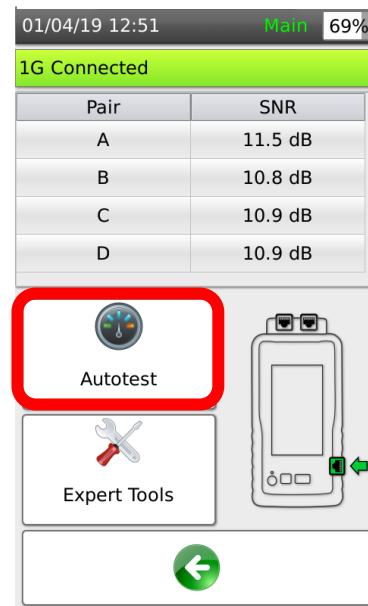 01/04/19 12:51 Main 69%
1G Connected
Pair SNR
A 11.5 dB
B 10.8 dB
C 10.9 dB
D 10.9 dB
Autotest
Expert Tools